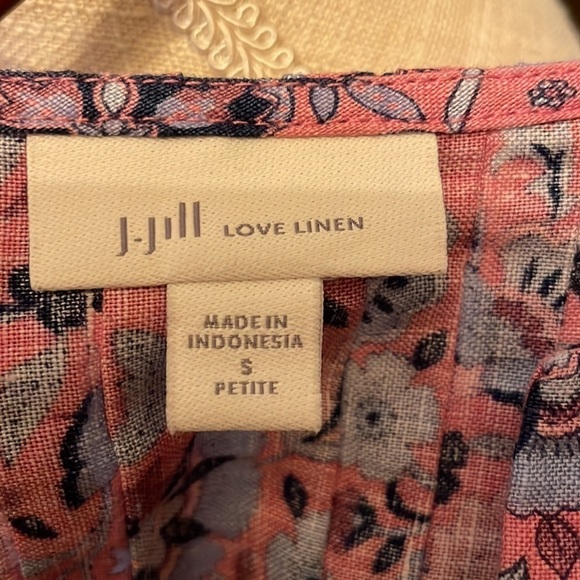 J.Jill LOVE LINEN
MADE IN
INDONESIA
S
PETITE